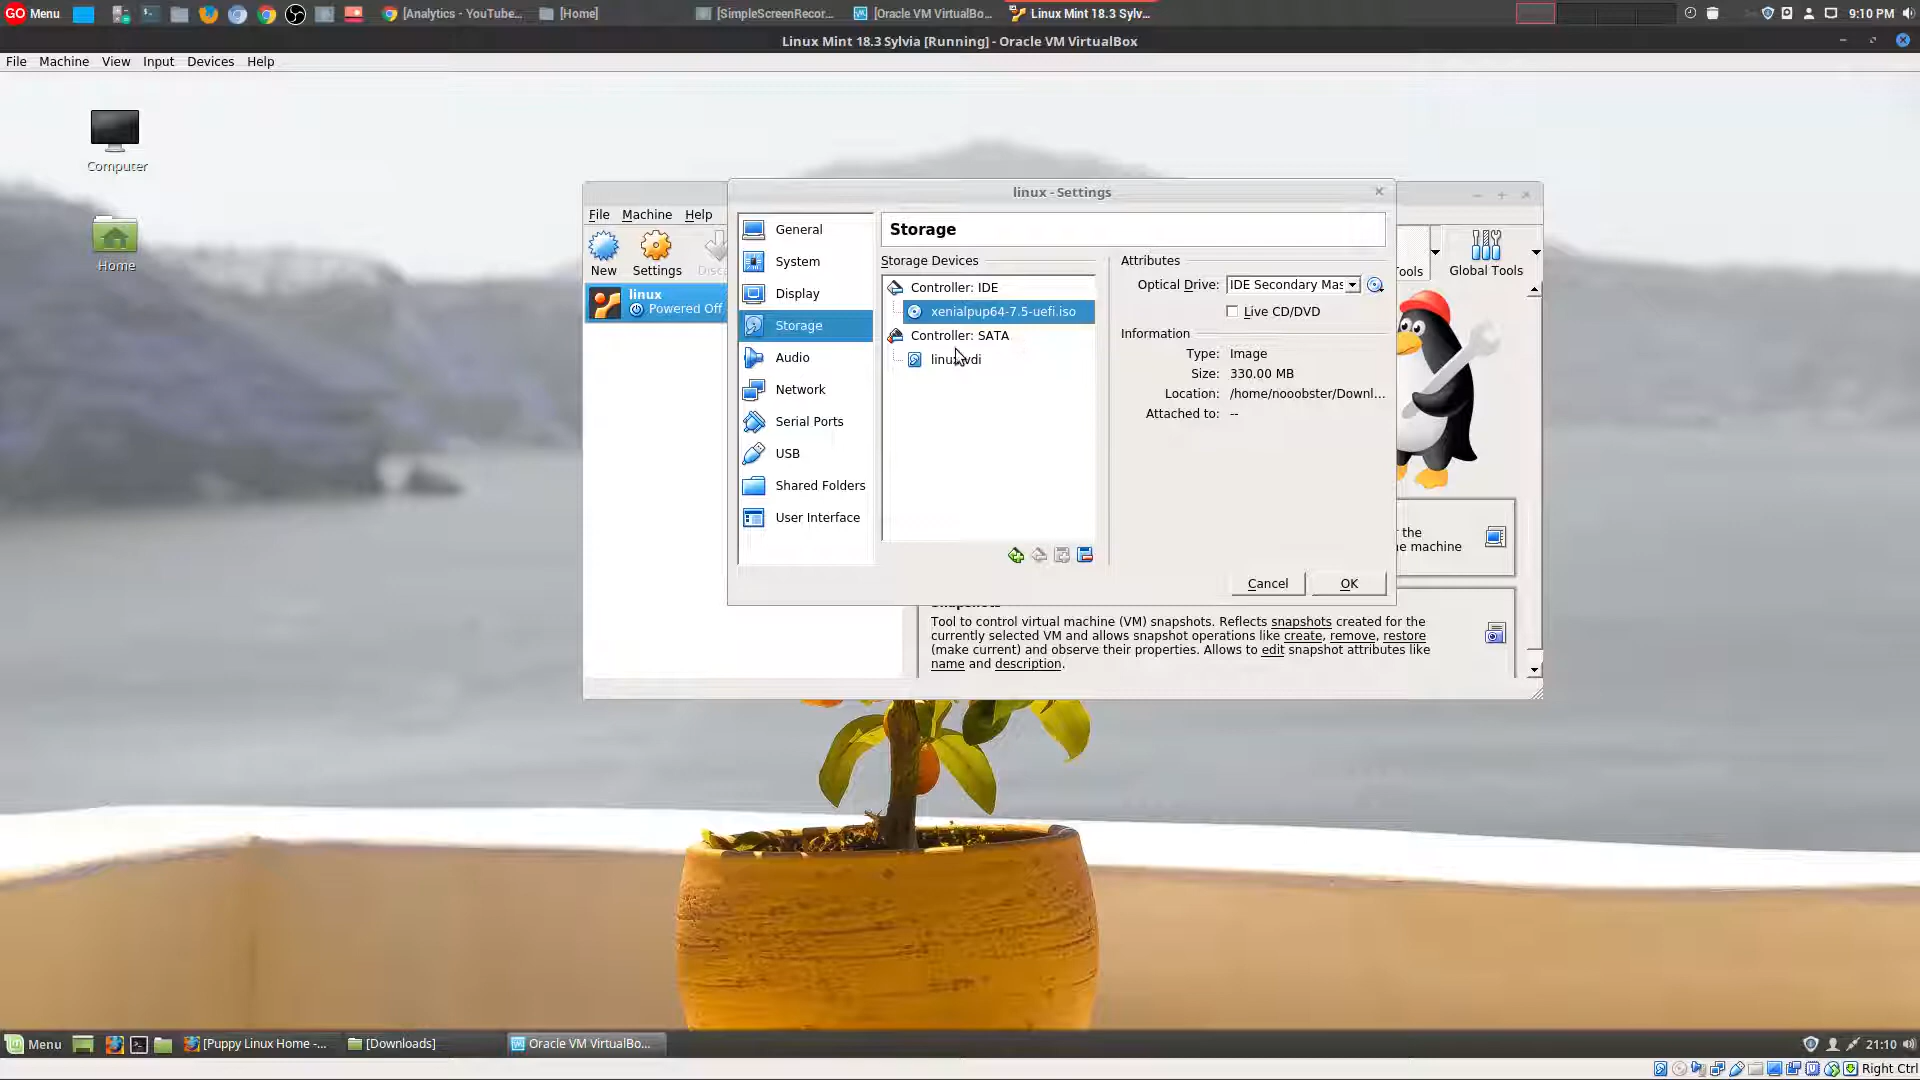 Menu
[Analytics - YouTube...
[Home]
[SimpleScreenRecor...
[Oracle VM VirtualBo...
Linux Mint 18.3 Sylv...
9:10 PM
Linux Mint 18.3 Sylvia [Running] - Oracle VM VirtualBox
File Machine View Input Devices Help
Computer
Home
linux - Settings
File Machine Help
New
Settings
Global Tools
linux
Powered Off
General
System
Display
Storage
Audio
Network
Serial Ports
USB
Shared Folders
User Interface
Storage
Storage Devices
Controller: IDE
xenialpup64-7.5-uefi.iso
Controller: SATA
Attributes
Optical Drive: IDE Secondary Mas
Live CD/DVD
Information
Type: Image
Size: 330.00 MB
Location: /home/nooobster/Downl...
Attached to: --
Cancel
OK
the
machine
Tool to control virtual machine (VM) snapshots. Reflects snapshots created for the
currently selected VM and allows snapshot operations like create, remove, restore
(make current) and observe their properties. Allows to edit snapshot attributes like
name and description.
Menu
[Puppy Linux Home -...
[Downloads]
Oracle VM VirtualBo...
21:10
Right Ctrl